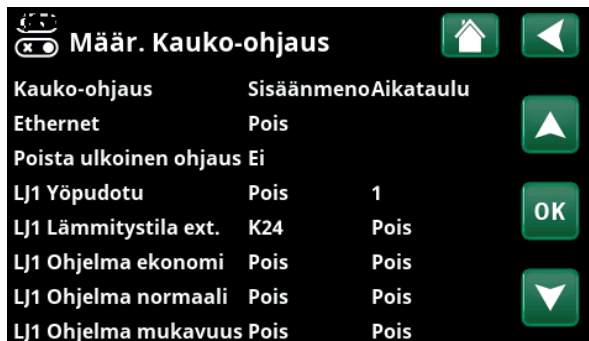 Määr. Kauko-ohjaus
Kauko-ohjaus SisäänmenoAikataulu
Ethernet Pois
Poista ulkoinen ohjaus Ei
LJ1 Yöpudotu Pois 1
LJ1 Lämmitystila ext. K24 Pois
OK
LJ1 Ohjelma ekonomi Pois Pois
LJ1 Ohjelma normaali Pois Pois
LJ1 Ohjelma mukavuus Pois Pois